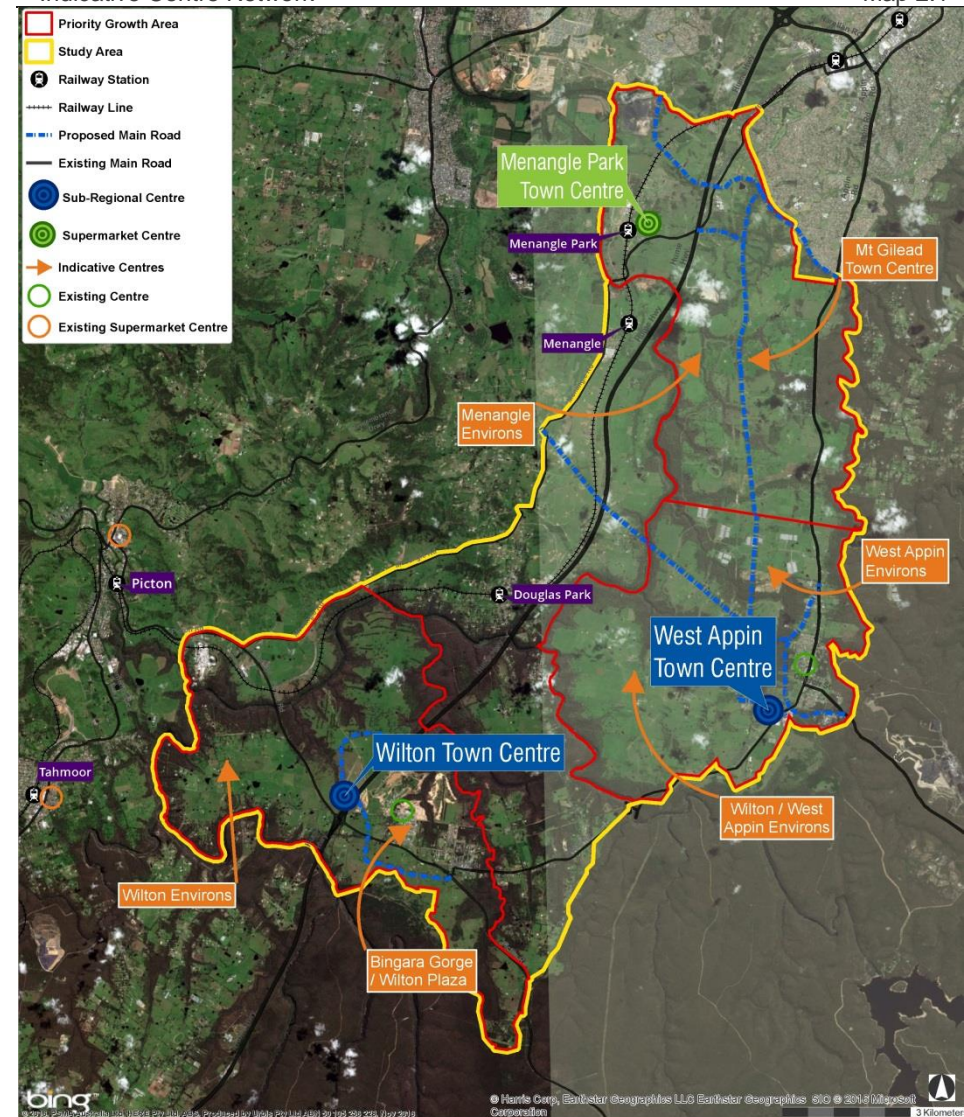 Indicative Centre Network
Map 2.1
Priority Growth Area
Study Area
Railway Station
Railway Line
Proposed Main Road
Existing Main Road
Sub-Regional Centre
Supermarket Centre
Indicative Centres
Existing Centre
Existing Supermarket Centre
Menangle Park
Town Centre
Menangle Park
Mt Gilead
Town Centre
Menangle
Menangle
Environs
West Appin
Environs
Picton
Douglas Park
West Appin
Town Centre
Wilton Town Centre
Tahmoor
Wilton / West
Appin Environs
Wilton Environs
Bingara Gorge
/ Wilton Plaza
bing
© Harris Corp, Earthstar Geographics LLC Earthstar Geographics SIO © 2015 Microsoft
Corporation
3 Kilometer